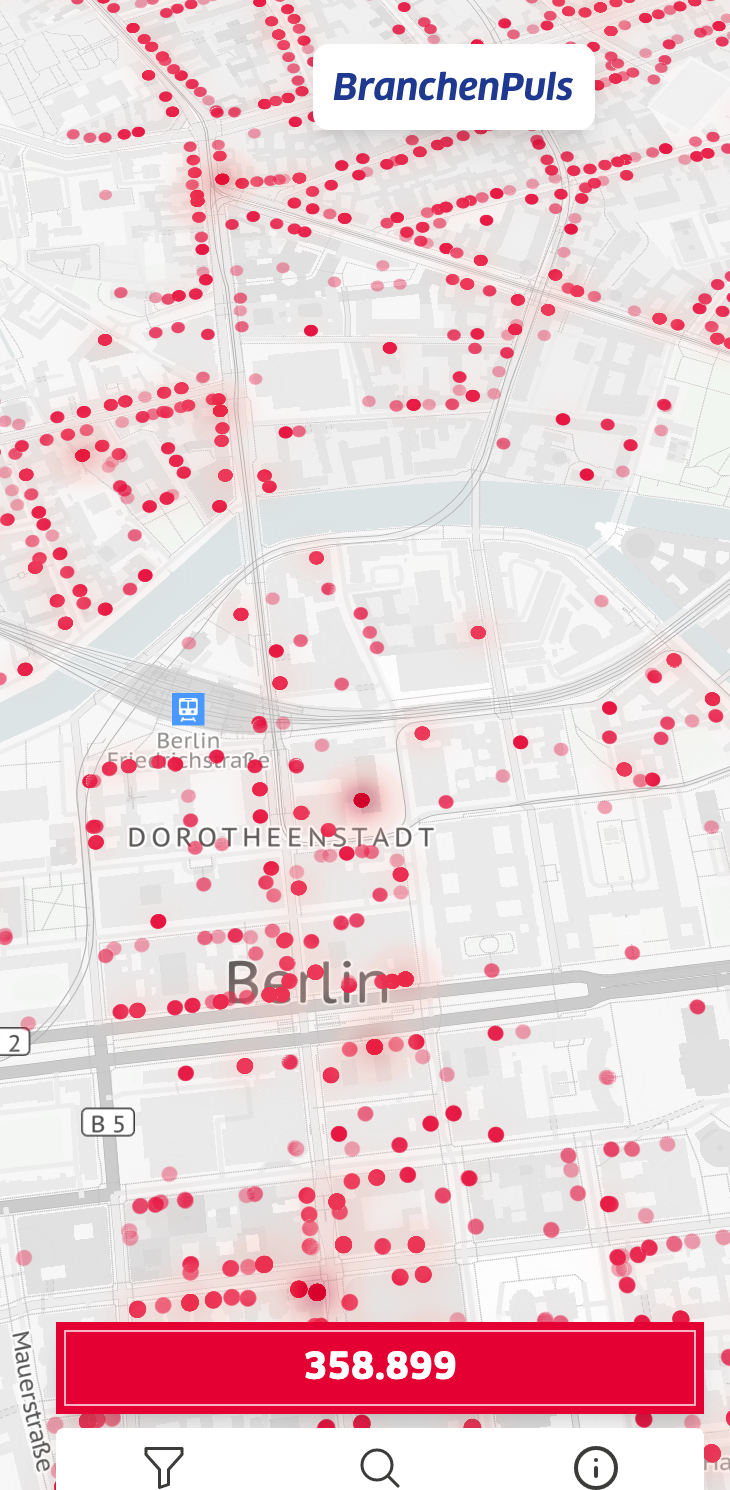 BranchenPuls
Berlin
Friedrichstraße
DOROTHEENSTADT
Berlin
2
B 5
358.899
Mauerstraße